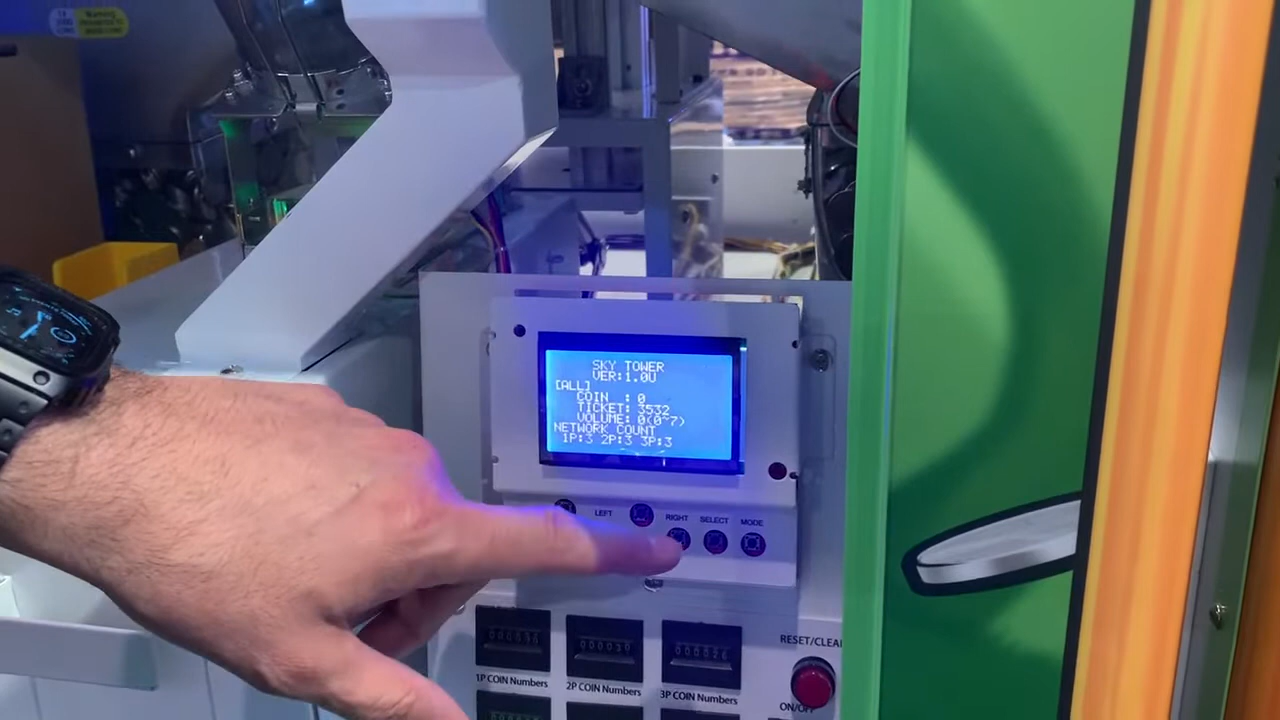 SKY TOWER
VER:1.0U
[ALL]
COIN : 0
TICKET: 3532
VOLUME: 0(0~7)
NETWORK COUNT
1P:3 2P:3 3P:3
LEFT RIGHT SELECT MODE
1P COIN Numbers 2P COIN Numbers 3P COIN Numbers
RESET/CLEA
ON/OFF